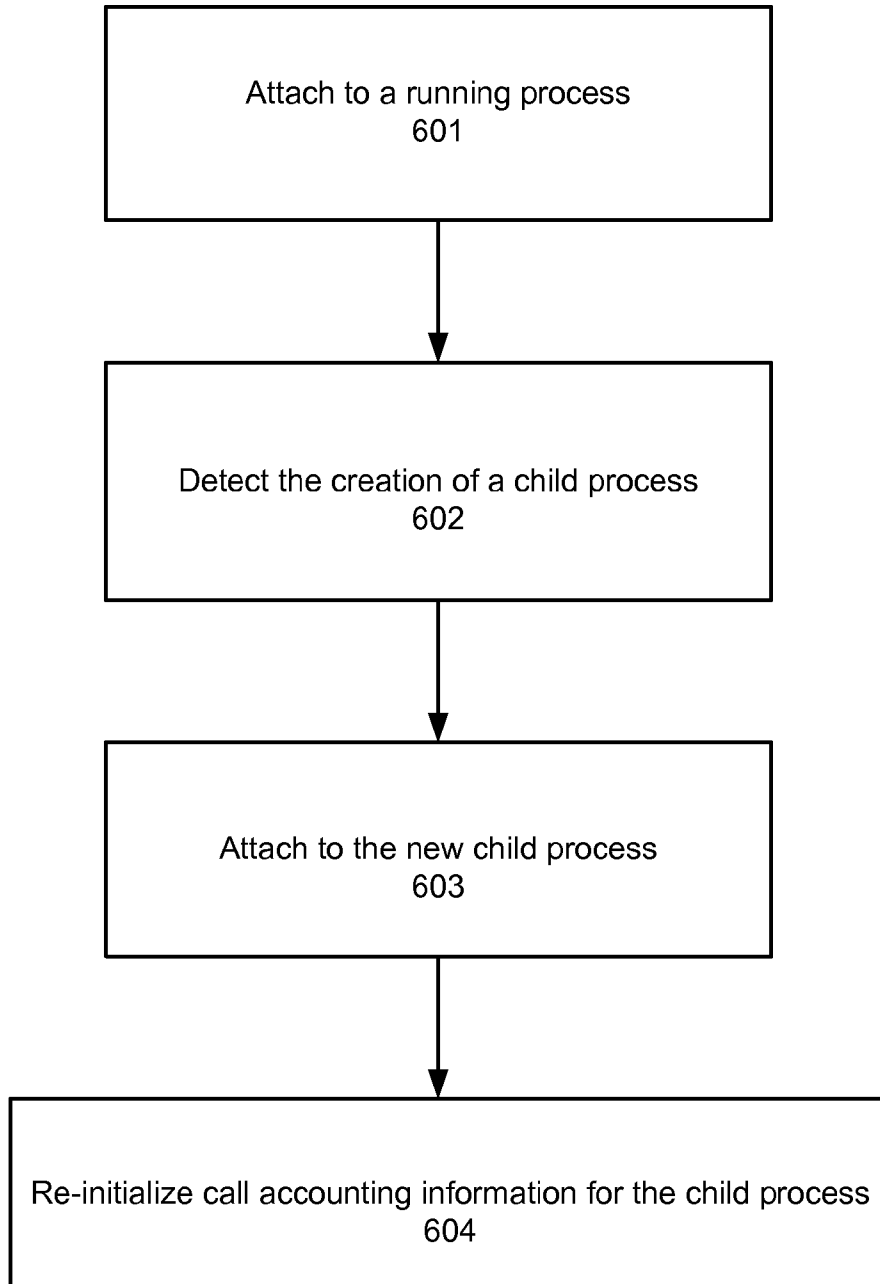 Attach to a running process
601
Detect the creation of a child process
602
Attach to the new child process
603
Re-initialize call accounting information for the child process
604